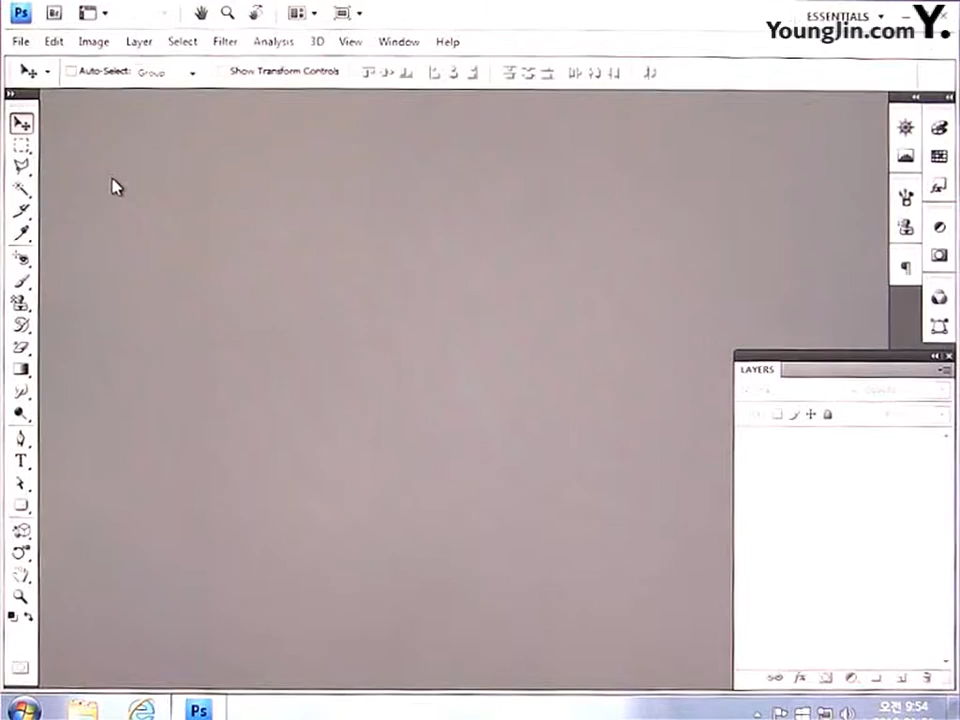 Ps Br ESSENTIALS
YoungJin.com Y.
File Edit Image Layer Select Filter Analysis 3D View Window Help
Auto-Select: Group Show Transform Controls
LAYERS
T
Ps 오전 9:54